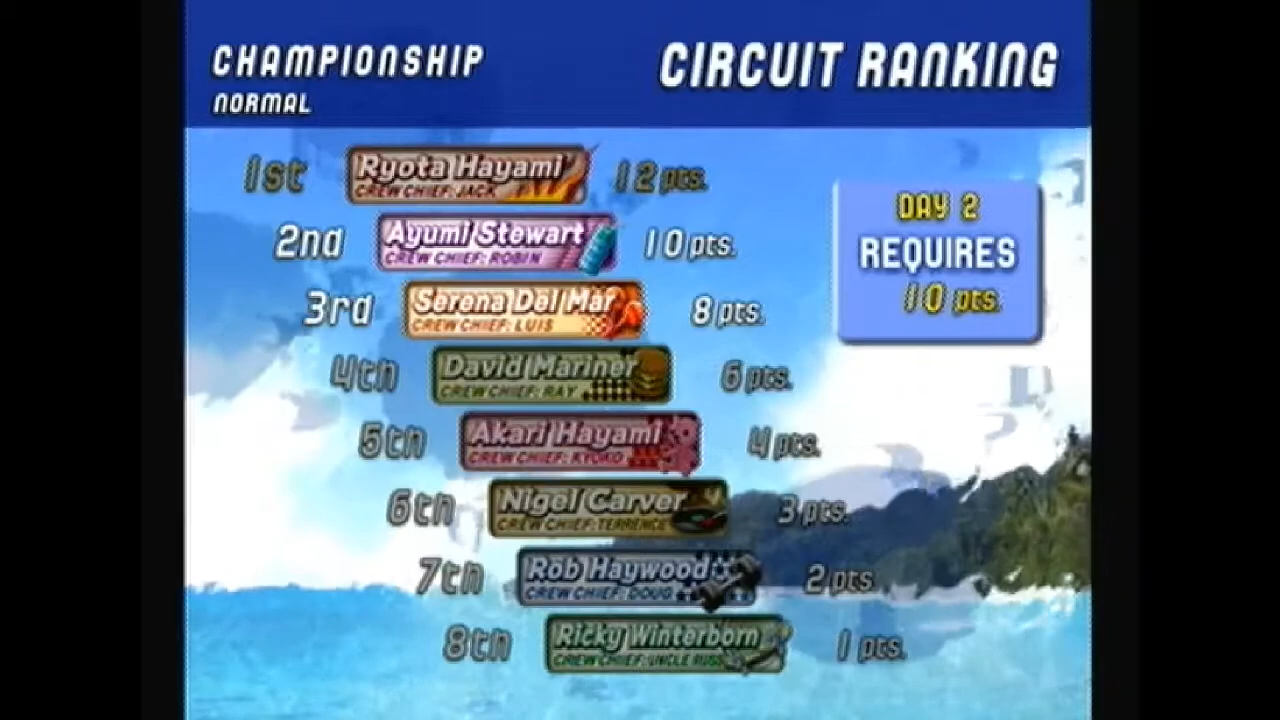 CHAMPIONSHIP
NORMAL
CIRCUIT RANKING
1st Ryota Hayami 12 pts.
CREW CHIEF: JACK
2nd Ayumi Stewart 10 pts.
CREW CHIEF: ROBIN
3rd Serena Del Mar 8 pts.
CREW CHIEF: LUIS
4th David Mariner 6 pts.
CREW CHIEF: RAY
5th Akari Hayami 4 pts.
CREW CHIEF: KYOKO
6th Nigel Carver 3 pts.
CREW CHIEF: TERRENCE
7th Rob Haywood 2 pts.
CREW CHIEF: DOUG
8th Ricky Winterborn 1 pts.
CREW CHIEF: UNCLE RUSS
DAY 2
REQUIRES
10 pts.